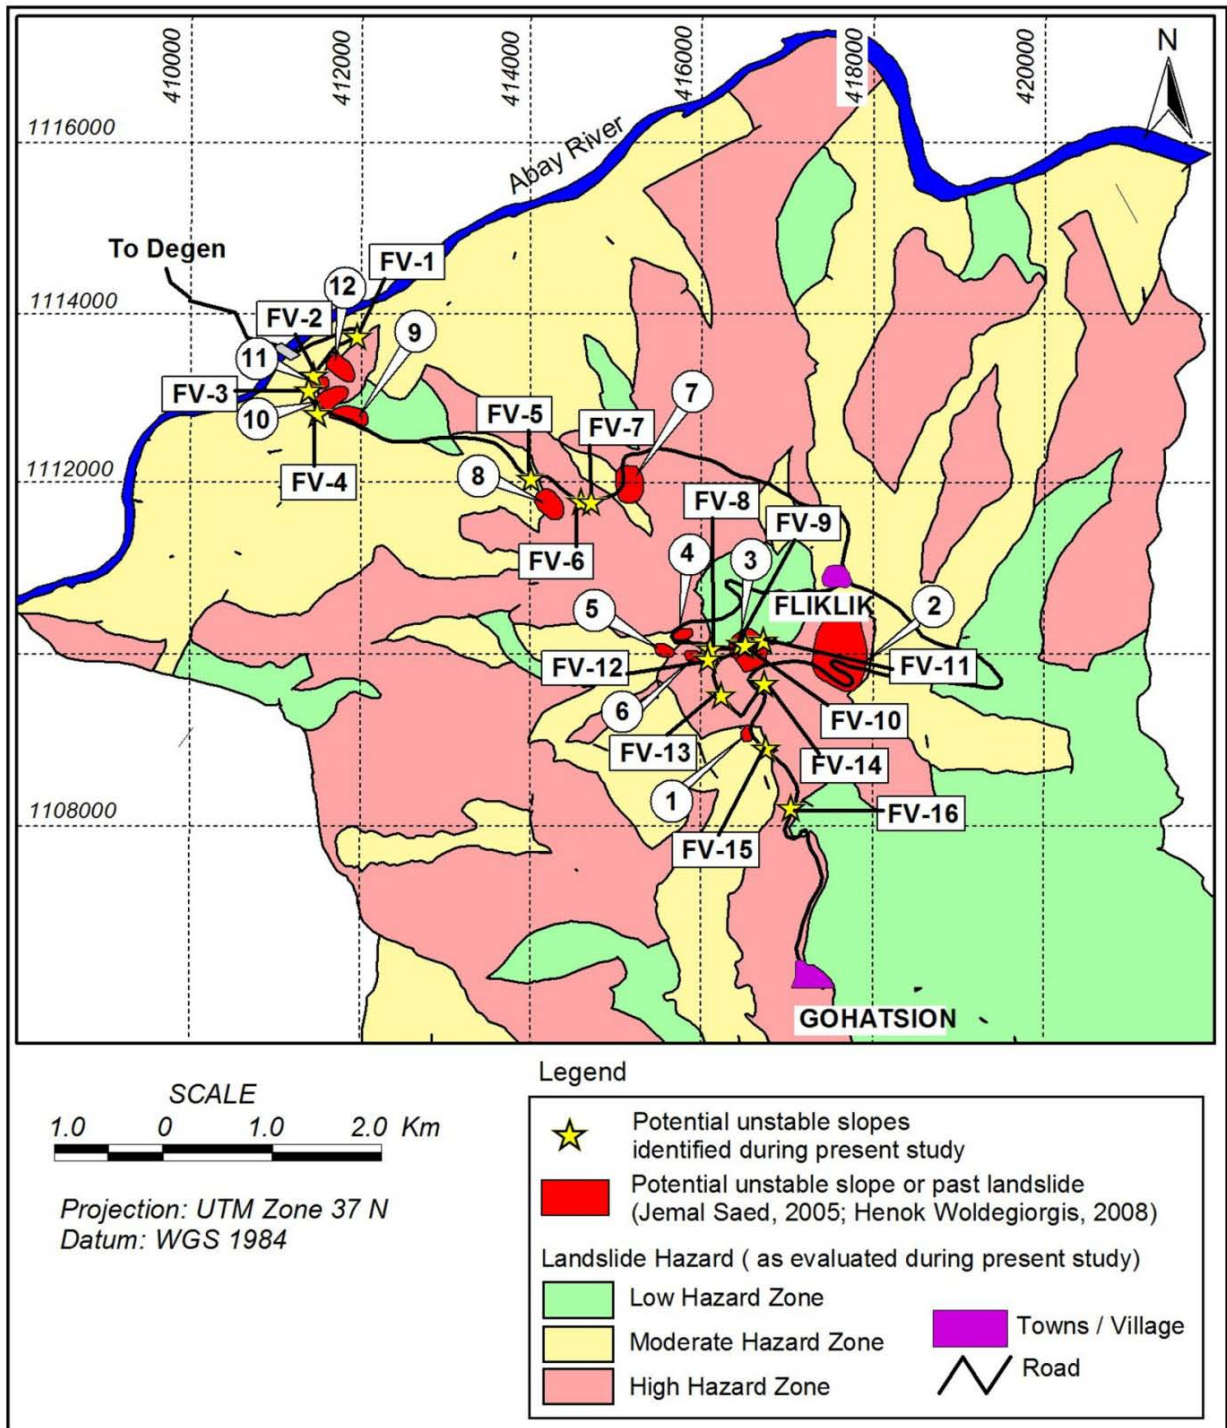 410000
412000
414000
416000
418000
420000
N
1116000
Abay River
To Degen
FV-1
12
1114000
FV-2
9
11
FV-3
10
FV-5
FV-7
7
FV-4
8
1112000
FV-8
FV-9
FV-6
4
3
5
FLIKLIK
2
FV-12
FV-11
6
FV-10
FV-13
FV-14
1
1108000
FV-16
FV-15
GOHATSION
SCALE
1.0 0 1.0 2.0 Km
Projection: UTM Zone 37 N
Datum: WGS 1984
Legend
Potential unstable slopes
identified during present study
Potential unstable slope or past landslide
(Jemal Saed, 2005; Henok Woldegiorgis, 2008)
Landslide Hazard ( as evaluated during present study)
Low Hazard Zone
Moderate Hazard Zone
High Hazard Zone
Towns / Village
Road